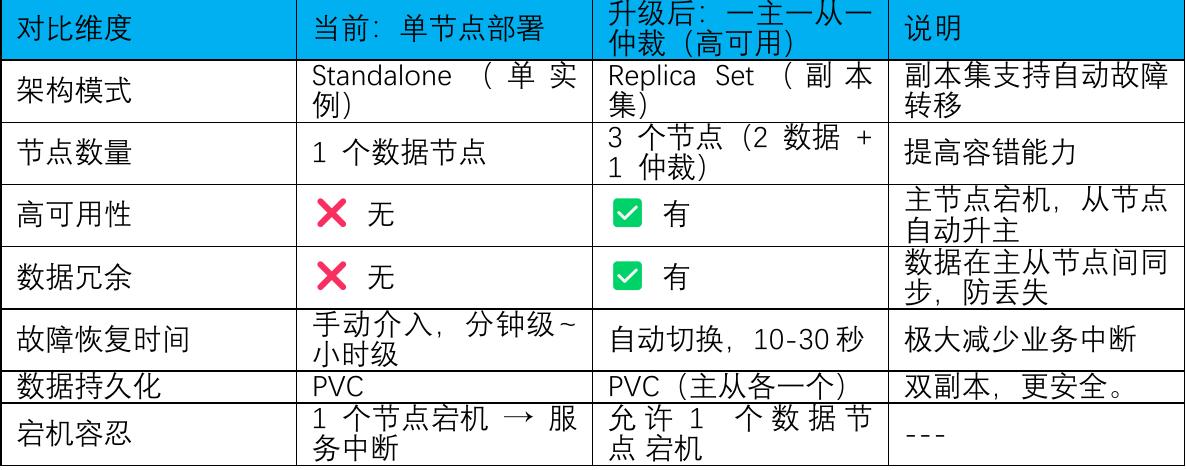 对比维度
当前：单节点部署
升级后：一主一从一
仲裁（高可用）
说明
架构模式
Standalone （单实
例）
Replica Set （副本
集）
副本集支持自动故障
转移
节点数量
1 个数据节点
3 个节点（2 数据 +
1 仲裁）
提高容错能力
高可用性
❌ 无
✅ 有
主节点宕机，从节点
自动升主
数据冗余
❌ 无
✅ 有
数据在主从节点间同
步，防丢失
故障恢复时间
手动介入，分钟级~
小时级
自动切换，10-30 秒
极大减少业务中断
数据持久化
PVC
PVC（主从各一个）
双副本，更安全。
宕机容忍
1 个节点宕机 → 服
务中断
允许 1 个数据节
点 宕机
---